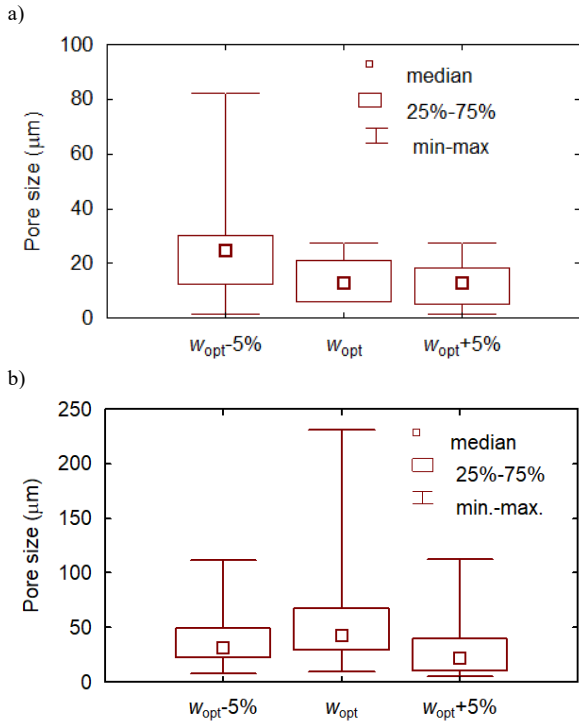 a)
100
80
60
40
20
0
Pore size (μm)
median
25%-75%
min-max
wopt-5% wopt wopt+5%
b)
250
200
150
100
50
0
Pore size (μm)
median
25%-75%
min.-max.
wopt-5% wopt wopt+5%